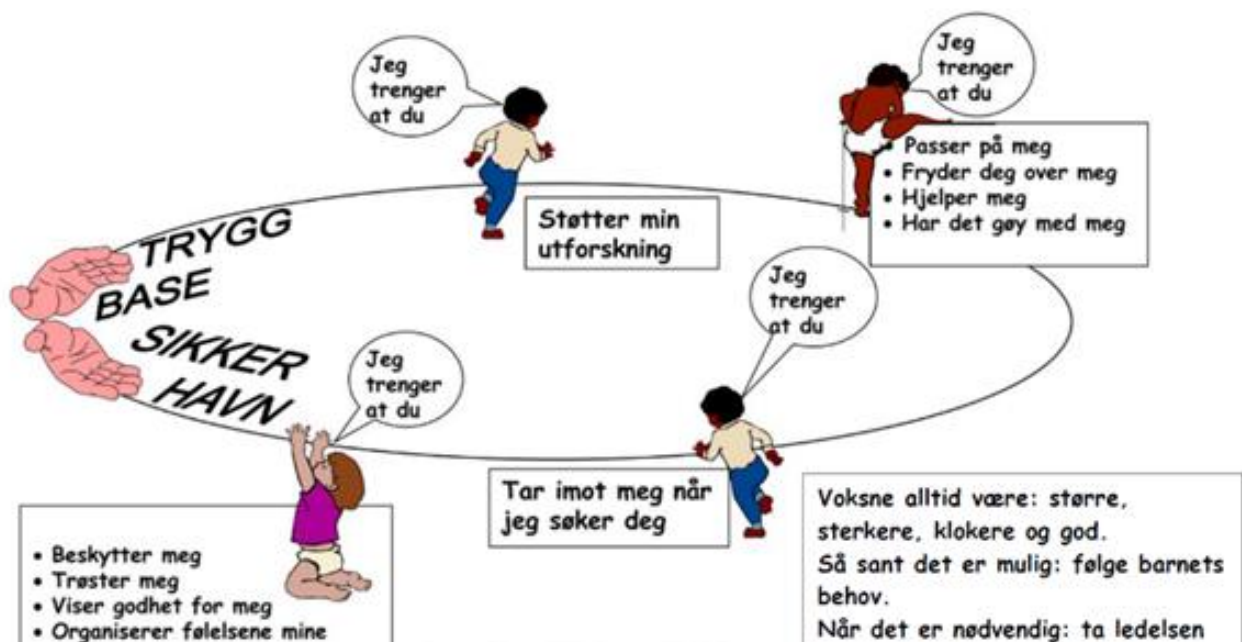 Jeg
trenger
at du
Jeg
trenger
at du
• Passer på meg
• Fryder deg over meg
• Hjelper meg
• Har det gøy med meg
TRYGG
BASE
Støtter min
utforskning
Jeg
trenger
at du
SIKKER
HAVN
Jeg
trenger
at du
Tar imot meg når
jeg søker deg
• Beskytter meg
• Trøster meg
• Viser godhet for meg
• Organiserer følelsene mine
Voksne alltid være: større,
sterkere, klokere og god.
Så sant det er mulig: følge barnets
behov.
Når det er nødvendig: ta ledelsen